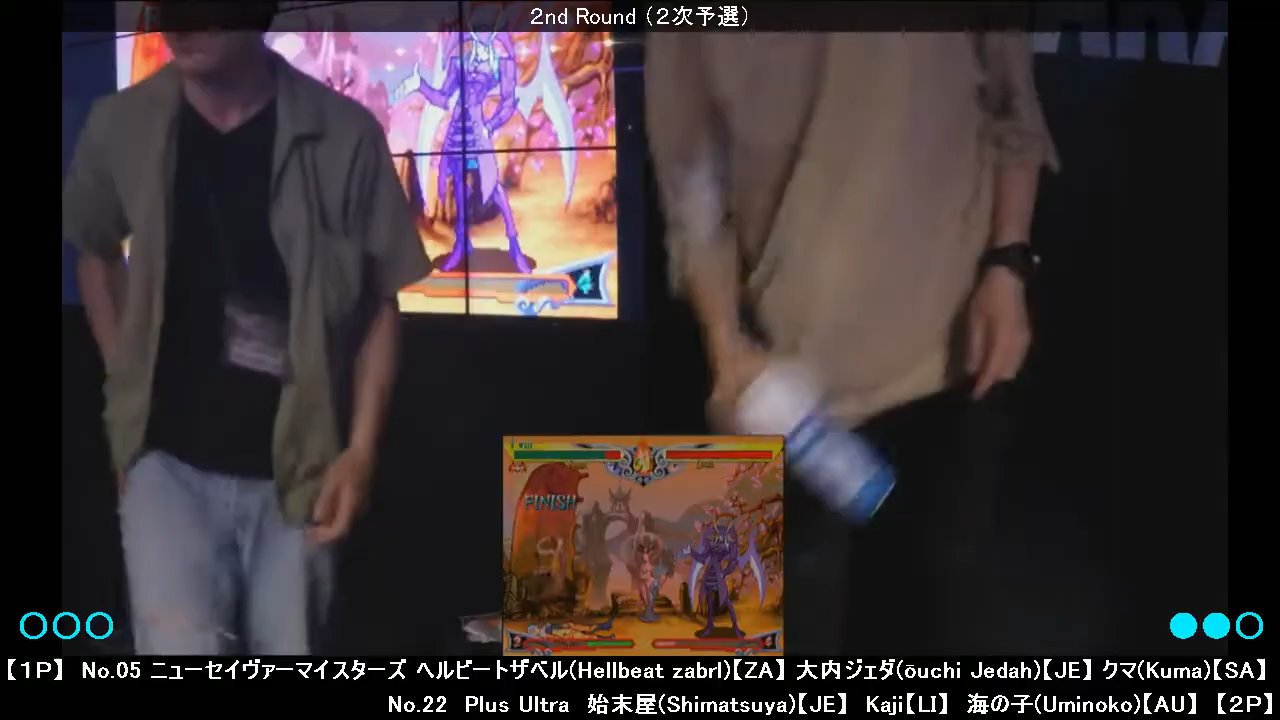 2nd Round (２次予選)
4
FINISH
【１Ｐ】 No.05 ニューセイヴァーマイスターズ ヘルビートザベル(Hellbeat zabrl)【ZA】 大内ジェダ(ōuchi Jedah)【JE】 クマ(Kuma)【SA】
No.22 Plus Ultra 始末屋(Shimatsuya)【JE】 Kaji【LI】 海の子(Uminoko)【AU】 【２Ｐ】